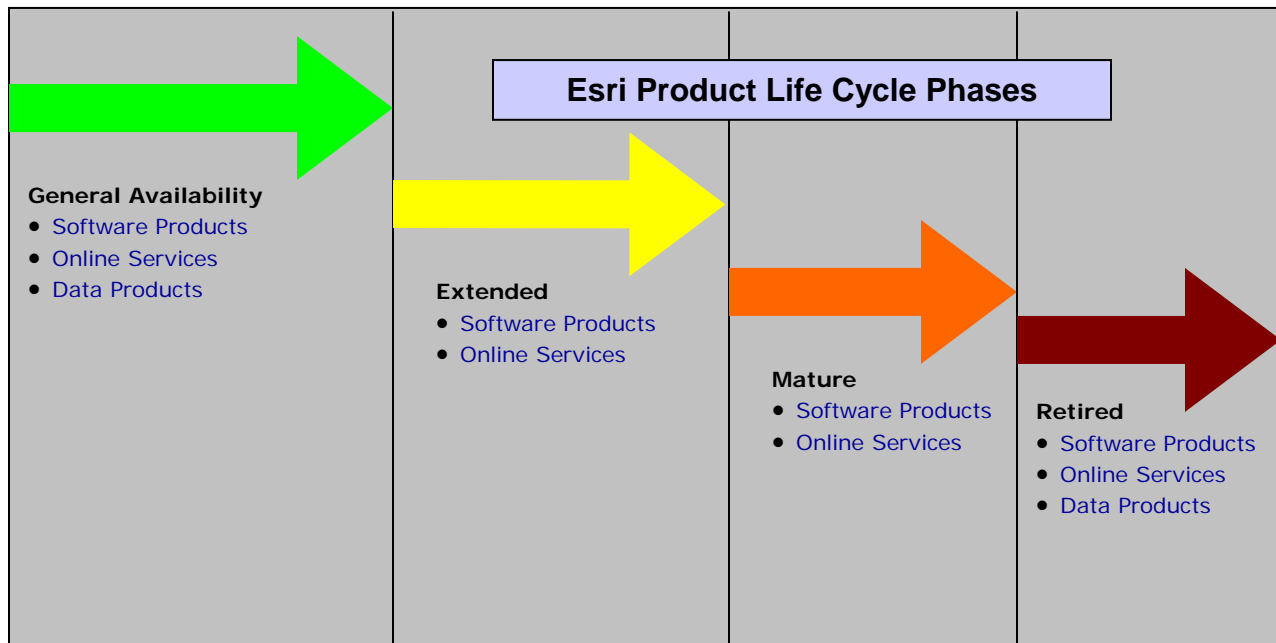 Esri Product Life Cycle Phases
General Availability
• Software Products
• Online Services
• Data Products
Extended
• Software Products
• Online Services
Mature
• Software Products
• Online Services
Retired
• Software Products
• Online Services
• Data Products